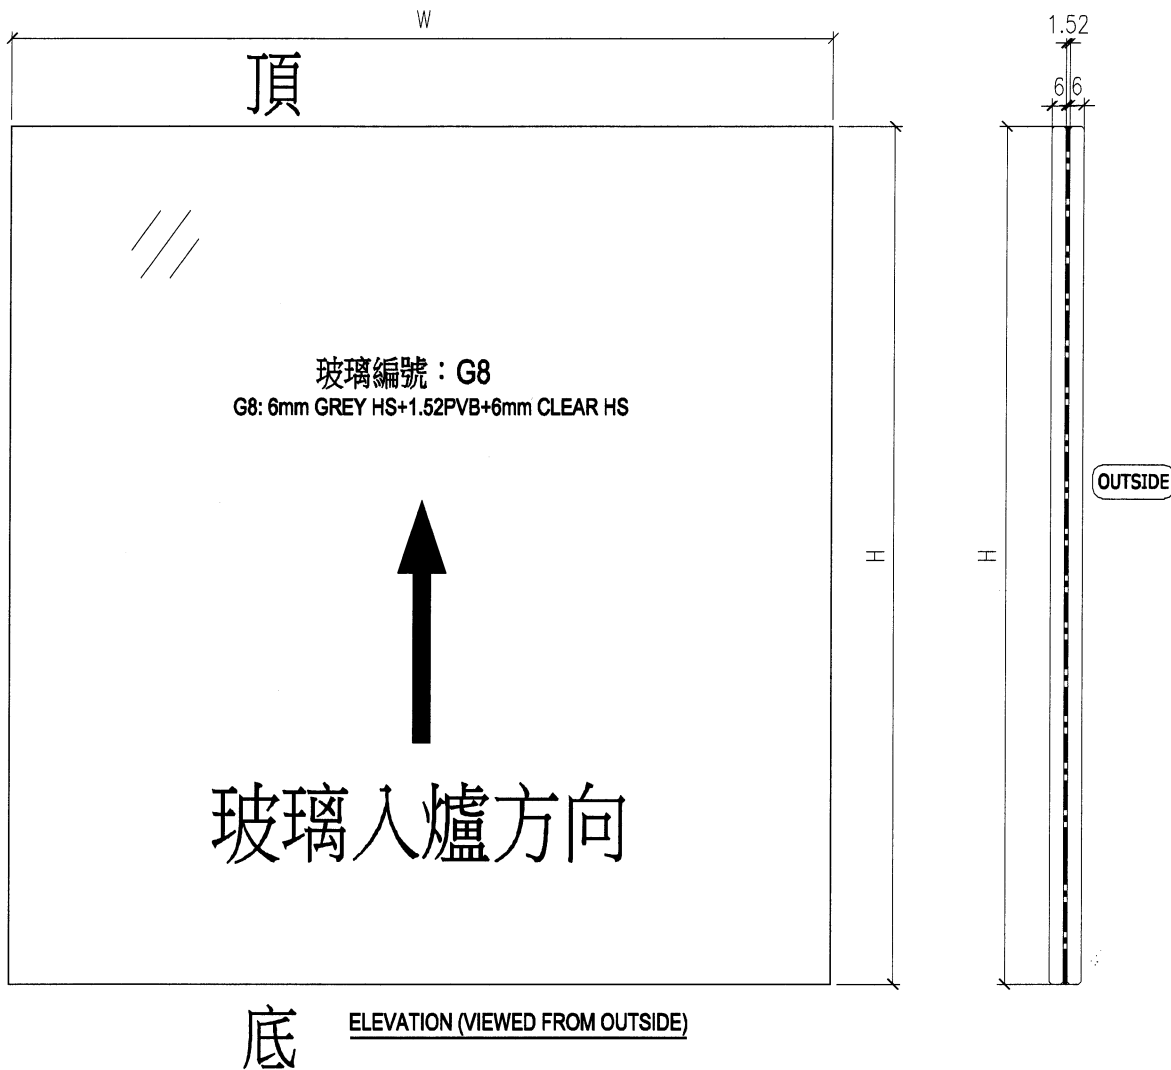 W
1.52
頂
6 6
玻璃編號：G8
G8: 6mm GREY HS+1.52PVB+6mm CLEAR HS
OUTSIDE
H
H
玻璃入爐方向
底
ELEVATION (VIEWED FROM OUTSIDE)